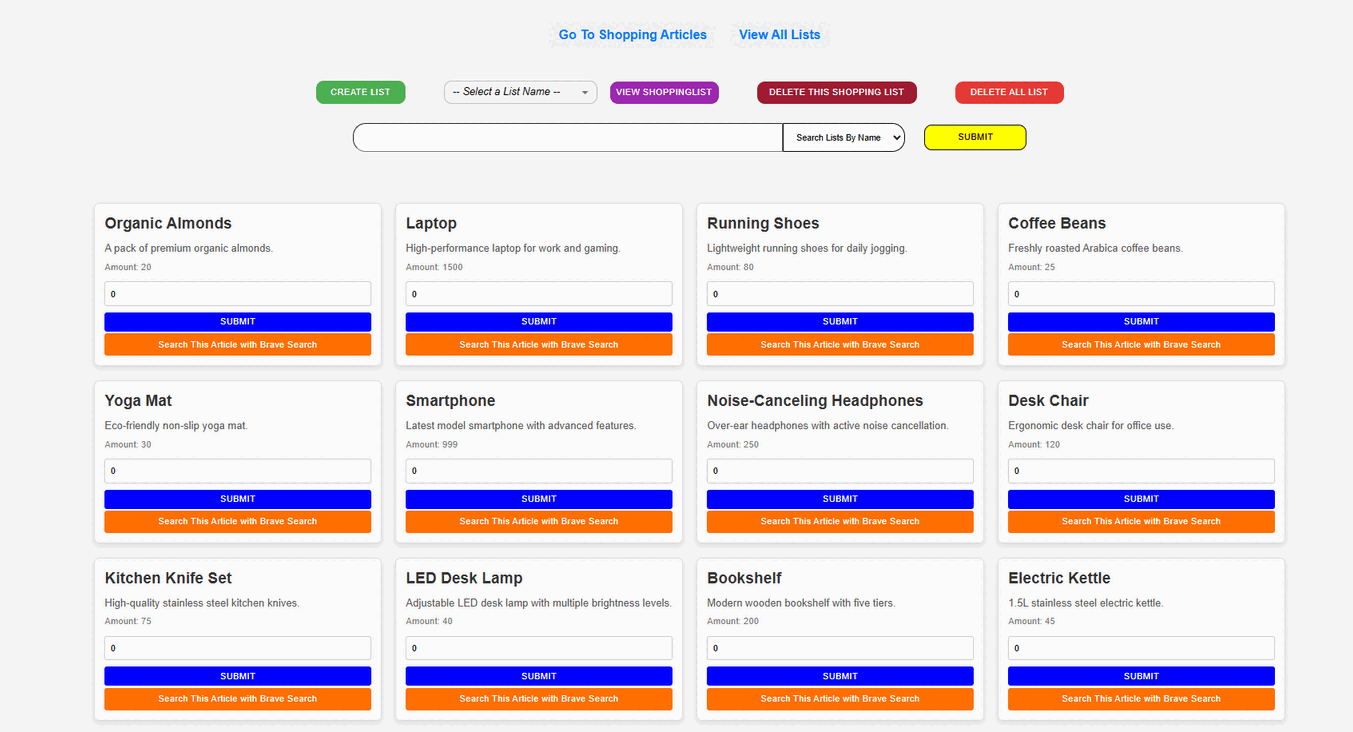 Go To Shopping Articles View All Lists
CREATE LIST -- Select a List Name -- VIEW SHOPPINGLIST DELETE THIS SHOPPING LIST DELETE ALL LIST
Search Lists By Name SUBMIT
Organic Almonds
A pack of premium organic almonds.
Amount: 20
0
SUBMIT
Search This Article with Brave Search
Laptop
High-performance laptop for work and gaming.
Amount: 1500
0
SUBMIT
Search This Article with Brave Search
Running Shoes
Lightweight running shoes for daily jogging.
Amount: 80
0
SUBMIT
Search This Article with Brave Search
Coffee Beans
Freshly roasted Arabica coffee beans.
Amount: 25
0
SUBMIT
Search This Article with Brave Search
Yoga Mat
Eco-friendly non-slip yoga mat.
Amount: 30
0
SUBMIT
Search This Article with Brave Search
Smartphone
Latest model smartphone with advanced features.
Amount: 999
0
SUBMIT
Search This Article with Brave Search
Noise-Canceling Headphones
Over-ear headphones with active noise cancellation.
Amount: 250
0
SUBMIT
Search This Article with Brave Search
Desk Chair
Ergonomic desk chair for office use.
Amount: 120
0
SUBMIT
Search This Article with Brave Search
Kitchen Knife Set
High-quality stainless steel kitchen knives.
Amount: 75
0
SUBMIT
Search This Article with Brave Search
LED Desk Lamp
Adjustable LED desk lamp with multiple brightness levels.
Amount: 40
0
SUBMIT
Search This Article with Brave Search
Bookshelf
Modern wooden bookshelf with five tiers.
Amount: 200
0
SUBMIT
Search This Article with Brave Search
Electric Kettle
1.5L stainless steel electric kettle.
Amount: 45
0
SUBMIT
Search This Article with Brave Search